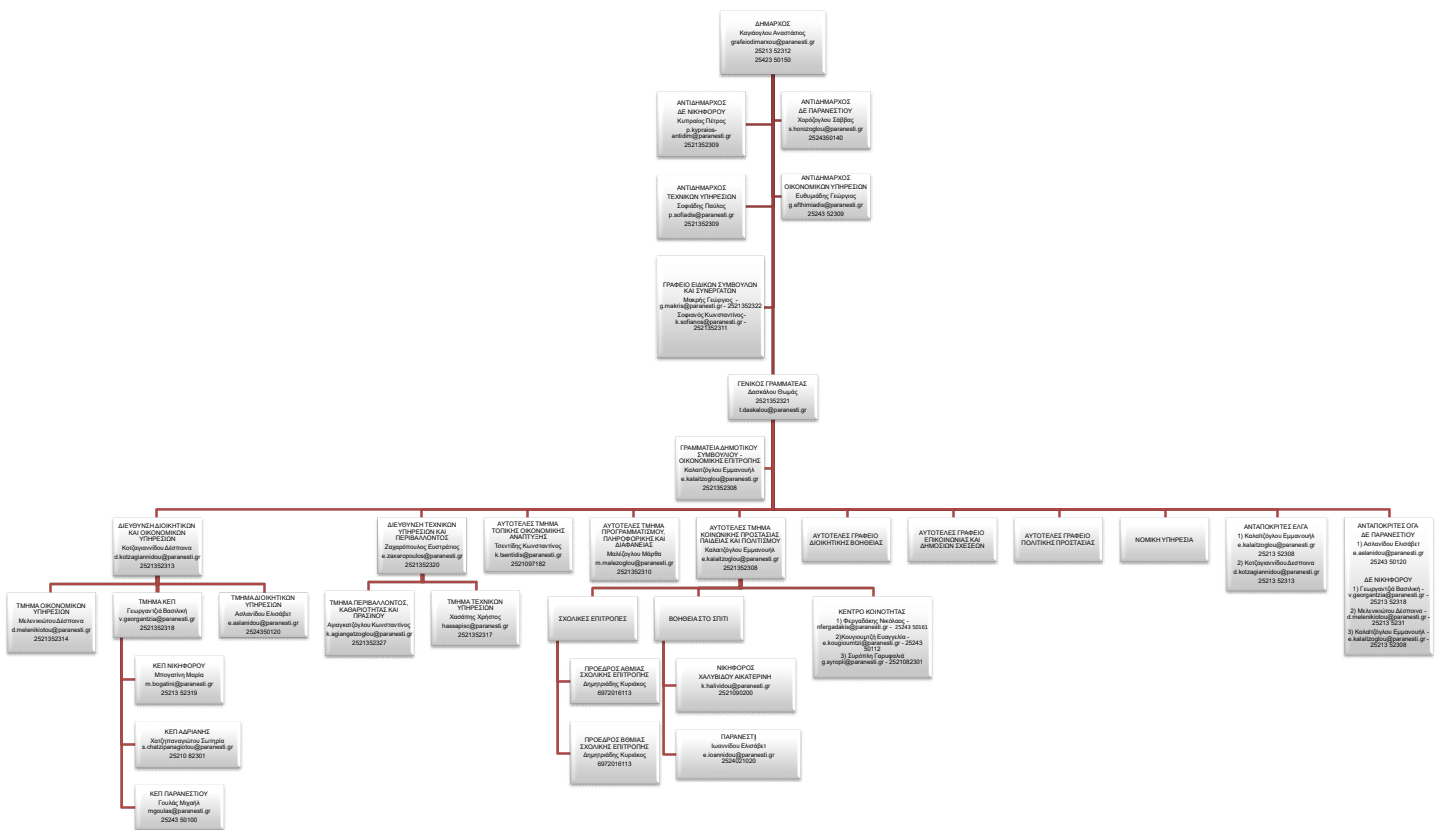 ΔΗΜΑΡΧΟΣ
Καγιάογλου Αναστάσιος
grafeiodimarxou@paranesti.gr
25213 52312
25423 50150
ΑΝΤΙΔΗΜΑΡΧΟΣ
ΔΕ ΝΙΚΗΦΟΡΟΥ
Κυπραίος Πέτρος
p.kypraios-
antidim@paranesti.gr
2521352309
ΑΝΤΙΔΗΜΑΡΧΟΣ
ΔΕ ΠΑΡΑΝΕΣΤΙΟΥ
Χορόζογλου Σάββας
s.horozoglou@paranesti.gr
2524350140
ΑΝΤΙΔΗΜΑΡΧΟΣ
ΤΕΧΝΙΚΩΝ ΥΠΗΡΕΣΙΩΝ
Σοφιάδης Παύλος
p.sofiadis@paranesti.gr
2521352309
ΑΝΤΙΔΗΜΑΡΧΟΣ
ΟΙΚΟΝΟΜΙΚΩΝ ΥΠΗΡΕΣΙΩΝ
Ευθυμιάδης Γεώργιος
g.efthimiadis@paranesti.gr
25243 52309
ΓΡΑΦΕΙΟ ΕΙΔΙΚΩΝ ΣΥΜΒΟΥΛΩΝ
ΚΑΙ ΣΥΝΕΡΓΑΤΩΝ
Μακρής Γεώργιος -
g.makris@paranesti.gr - 2521352322
Σοφιανός Κωνσταντίνος-
k.sofianos@paranesti.gr -
2521352311
ΓΕΝΙΚΟΣ ΓΡΑΜΜΑΤΕΑΣ
Δασκάλου Θωμάς
2521352321
t.daskalou@paranesti.gr
ΓΡΑΜΜΑΤΕΙΑ ΔΗΜΟΤΙΚΟΥ
ΣΥΜΒΟΥΛΙΟΥ -
ΟΙΚΟΝΟΜΙΚΗΣ ΕΠΙΤΡΟΠΗΣ
Καλαϊτζόγλου Εμμανουήλ
e.kalaitzoglou@paranesti.gr
2521352308
ΔΙΕΥΘΥΝΣΗ ΔΙΟΙΚΗΤΙΚΩΝ
ΚΑΙ ΟΙΚΟΝΟΜΙΚΩΝ
ΥΠΗΡΕΣΙΩΝ
Κοτζαγιαννίδου Δέσποινα
d.kotzagiannidou@paranesti.gr
2521352313
ΔΙΕΥΘΥΝΣΗ ΤΕΧΝΙΚΩΝ
ΥΠΗΡΕΣΙΩΝ ΚΑΙ
ΠΕΡΙΒΑΛΛΟΝΤΟΣ
Ζαχαρόπουλος Ευστράτιος
e.zaxaropoulos@paranesti.gr
2521352320
ΑΥΤΟΤΕΛΕΣ ΤΜΗΜΑ
ΤΟΠΙΚΗΣ ΟΙΚΟΝΟΜΙΚΗΣ
ΑΝΑΠΤΥΞΗΣ
Τσεντίδης Κωνσταντίνος
k.tsentidis@paranesti.gr
2521097182
ΑΥΤΟΤΕΛΕΣ ΤΜΗΜΑ
ΠΡΟΓΡΑΜΜΑΤΙΣΜΟΥ,
ΠΛΗΡΟΦΟΡΙΚΗΣ ΚΑΙ
ΔΙΑΦΑΝΕΙΑΣ
Μαλέζογλου Μάρθα
m.malezoglou@paranesti.gr
2521352310
ΑΥΤΟΤΕΛΕΣ ΤΜΗΜΑ
ΚΟΙΝΩΝΙΚΗΣ ΠΡΟΣΤΑΣΙΑΣ
ΠΑΙΔΕΙΑΣ ΚΑΙ ΠΟΛΙΤΙΣΜΟΥ
Καλαϊτζόγλου Εμμανουήλ
e.kalaitzoglou@paranesti.gr
2521352308
ΑΥΤΟΤΕΛΕΣ ΓΡΑΦΕΙΟ
ΔΙΟΙΚΗΤΙΚΗΣ ΒΟΗΘΕΙΑΣ
ΑΥΤΟΤΕΛΕΣ ΓΡΑΦΕΙΟ
ΕΠΙΚΟΙΝΩΝΙΑΣ ΚΑΙ
ΔΗΜΟΣΙΩΝ ΣΧΕΣΕΩΝ
ΑΥΤΟΤΕΛΕΣ ΓΡΑΦΕΙΟ
ΠΟΛΙΤΙΚΗΣ ΠΡΟΣΤΑΣΙΑΣ
ΝΟΜΙΚΗ ΥΠΗΡΕΣΙΑ
ΑΝΤΑΠΟΚΡΙΤΕΣ ΕΛΓΑ
1) Καλαϊτζόγλου Εμμανουήλ
e.kalaitzoglou@paranesti.gr
25213 52308
2) Κοτζαγιαννίδου Δέσποινα
d.kotzagiannidou@paranesti.gr
25213 52313
ΑΝΤΑΠΟΚΡΙΤΕΣ ΟΓΑ
ΔΕ ΠΑΡΑΝΕΣΤΙΟΥ
1) Ασλανίδου Ελισάβετ
e.aslanidou@paranesti.gr
25243 50120
ΔΕ ΝΙΚΗΦΟΡΟΥ
1) Γεωργαντζιά Βασιλική -
v.georgantzia@paranesti.gr -
25213 52318
2) Μελενικιώτου Δέσποινα -
d.melenikiotou@paranesti.gr -
25213 5231
3) Καλαϊτζόγλου Εμμανουήλ -
e.kalaitzoglou@paranesti.gr -
25213 52308
ΤΜΗΜΑ ΟΙΚΟΝΟΜΙΚΩΝ
ΥΠΗΡΕΣΙΩΝ
Μελενικιώτου Δέσποινα
d.melenikiotou@paranesti.gr
2521352314
ΤΜΗΜΑ ΚΕΠ
Γεωργαντζιά Βασιλική
v.georgantzia@paranesti.gr
2521352318
ΤΜΗΜΑ ΔΙΟΙΚΗΤΙΚΩΝ
ΥΠΗΡΕΣΙΩΝ
Ασλανίδου Ελισάβετ
e.aslanidou@paranesti.gr
2524350120
ΤΜΗΜΑ ΠΕΡΙΒΑΛΛΟΝΤΟΣ,
ΚΑΘΑΡΙΟΤΗΤΑΣ ΚΑΙ
ΠΡΑΣΙΝΟΥ
Αγιαγκατζόγλου Κωνσταντίνος
k.agiangatzoglou@paranesti.gr
2521352327
ΤΜΗΜΑ ΤΕΧΝΙΚΩΝ
ΥΠΗΡΕΣΙΩΝ
Χασάπης Χρήστος
hassapisc@paranesti.gr
2521352317
ΣΧΟΛΙΚΕΣ ΕΠΙΤΡΟΠΕΣ
ΒΟΗΘΕΙΑ ΣΤΟ ΣΠΙΤΙ
ΚΕΝΤΡΟ ΚΟΙΝΟΤΗΤΑΣ
1) Φεργαδάκης Νικόλαος -
nfergadakis@paranesti.gr - 25243 50161
2)Κουγιουμτζή Ευαγγελία -
e.kougioumtzi@paranesti.gr - 25243
50112
3) Συρόπλη Γαρυφαλιά
g.syropli@paranesti.gr - 2521082301
ΚΕΠ ΝΙΚΗΦΟΡΟΥ
Μπογατίνη Μαρία
m.bogatini@paranesti.gr
25213 52319
ΚΕΠ ΑΔΡΙΑΝΗΣ
Χατζηπαναγιώτου Σωτηρία
s.chatzipanagiotou@paranesti.gr
25210 82301
ΚΕΠ ΠΑΡΑΝΕΣΤΙΟΥ
Γουλάς Μιχαήλ
mgoulas@paranesti.gr
25243 50100
ΠΡΟΕΔΡΟΣ ΑΘΜΙΑΣ
ΣΧΟΛΙΚΗΣ ΕΠΙΤΡΟΠΗΣ
Δημητριάδης Κυριάκος
6972016113
ΠΡΟΕΔΡΟΣ ΒΘΜΙΑΣ
ΣΧΟΛΙΚΗΣ ΕΠΙΤΡΟΠΗΣ
Δημητριάδης Κυριάκος
6972016113
ΝΙΚΗΦΟΡΟΣ
ΧΑΛΥΒΙΔΟΥ ΑΙΚΑΤΕΡΙΝΗ
k.halividou@paranesti.gr
2521090200
ΠΑΡΑΝΕΣΤΙ
Ιωαννίδου Ελισάβετ
e.ioannidou@paranesti.gr
2524021020